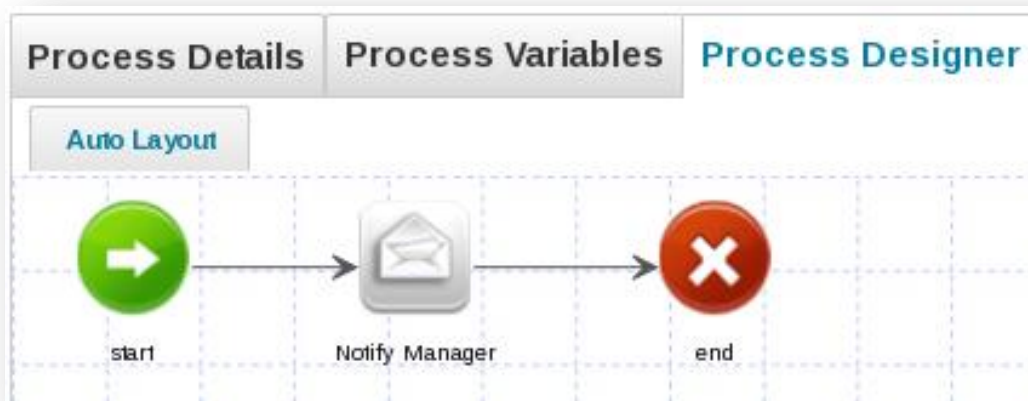 Process Details Process Variables Process Designer
Auto Layout
start Notify Manager end